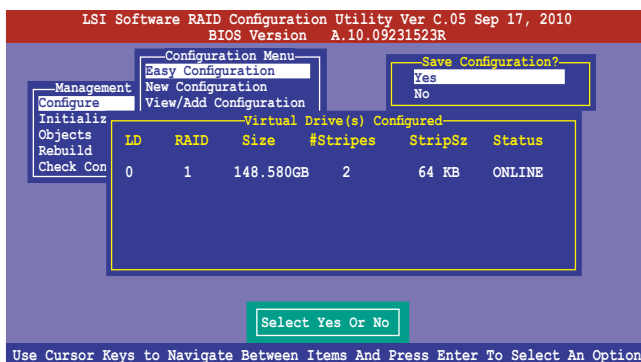 LSI Software RAID Configuration Utility Ver C.05 Sep 17, 2010
BIOS Version A.10.09231523R
Configuration Menu
Easy Configuration
New Configuration
View/Add Configuration
Save Configuration?
Yes
No
Management
Configure
Initializ
Objects
Rebuild
Check Con
Virtual Drive(s) Configured
LD RAID Size #Stripes StripSz Status
0 1 148.580GB 2 64 KB ONLINE
Select Yes Or No
Use Cursor Keys to Navigate Between Items And Press Enter To Select An Option